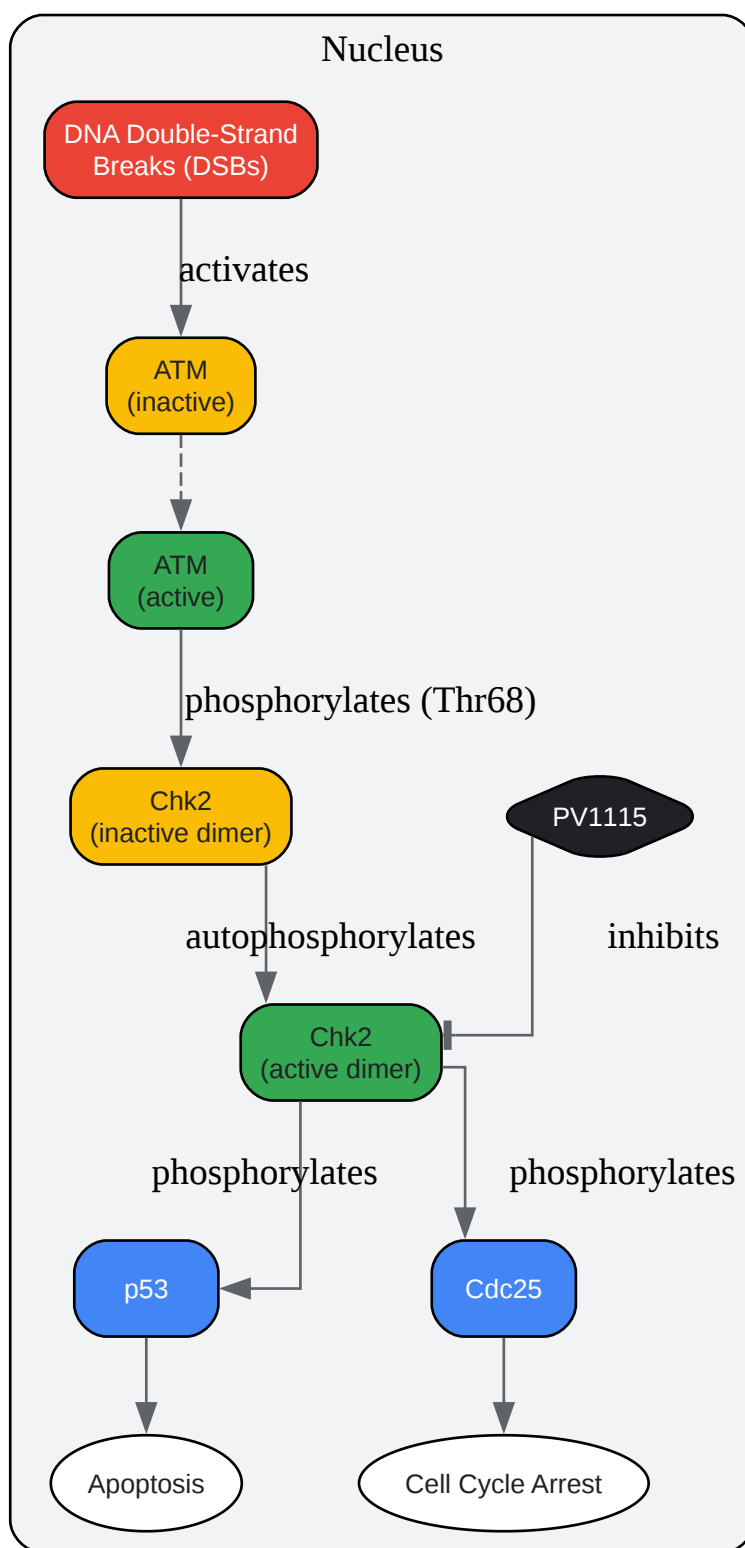 Nucleus
DNA Double-Strand
Breaks (DSBs)
activates
ATM
(inactive)
ATM
(active)
phosphorylates (Thr68)
Chk2
(inactive dimer)
PV1115
autophosphorylates
inhibits
Chk2
(active dimer)
phosphorylates
phosphorylates
p53
Cdc25
Apoptosis
Cell Cycle Arrest